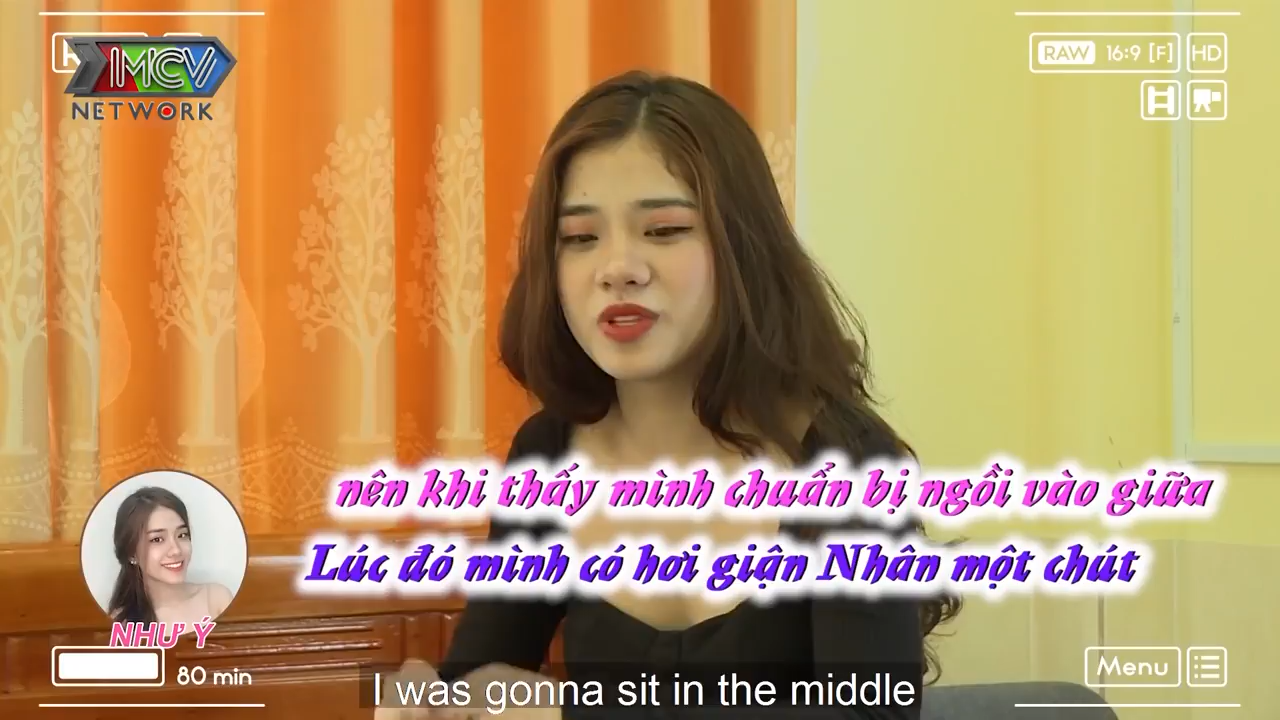 MCV
NETWORK
RAW 16:9 [F] HD
nên khi thấy mình chuẩn bị ngồi vào giữa
Lúc đó mình có hơi giận Nhân một chút
NHƯ Ý
80 min
Menu
I was gonna sit in the middle